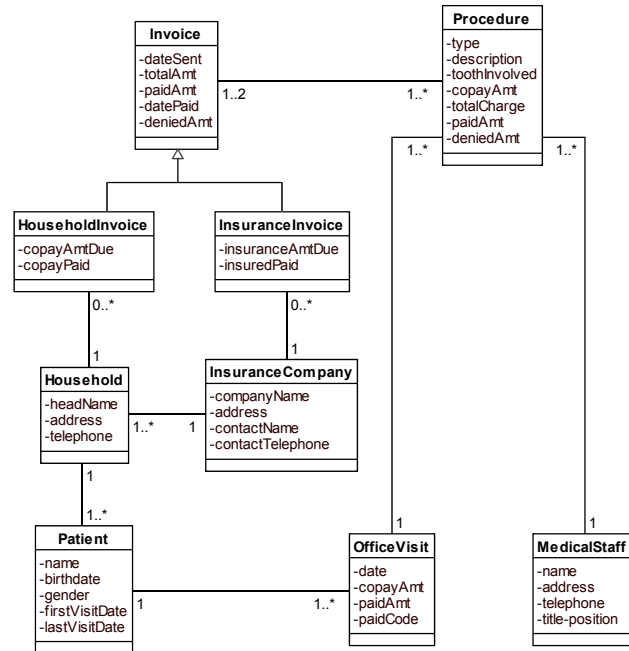 Invoice
-dateSent
-totalAmt
-paidAmt
-datePaid
-deniedAmt
1..2
1..*
Procedure
-type
-description
-toothInvolved
-copayAmt
-totalCharge
-paidAmt
-deniedAmt
1..*
1..*
HouseholdInvoice
-copayAmtDue
-copayPaid
0..*
InsuranceInvoice
-insuranceAmtDue
-insuredPaid
0..*
1
1
Household
-headName
-address
-telephone
1..*
1
InsuranceCompany
-companyName
-address
-contactName
-contactTelephone
1
1..*
Patient
-name
-birthdate
-gender
-firstVisitDate
-lastVisitDate
1
1..*
1
OfficeVisit
-date
-copayAmt
-paidAmt
-paidCode
1
MedicalStaff
-name
-address
-telephone
-title-position